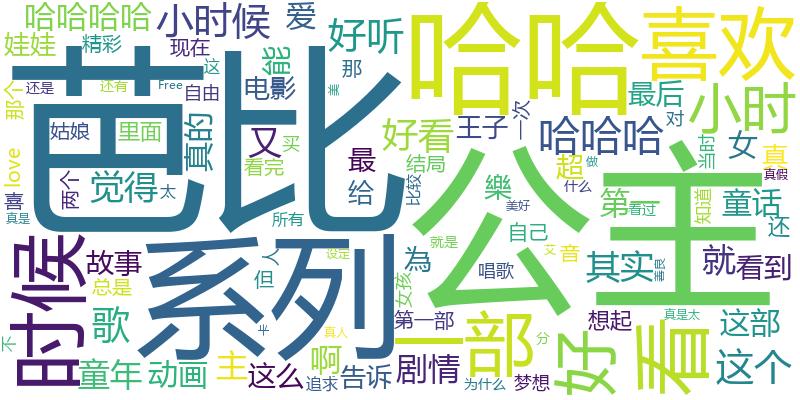 哈哈哈哈
小时候
爱
好听
哈哈
喜欢
娃娃
精彩
现在
能
那
还是
还有
Free
这
自由
电影
美
那个
芭比
最后
小时
姑娘
里面
真的
又
好看
王子
一次
哈哈哈
对
女
当时
看完
买
最
结局
超
做
真
love
喜
两个
觉得
太
给
比较
樂
什么
真假
第一
看过
知道
童话
真是
所有
美好
自己
公主
还
时候
故事
系列
但
人
设定
就是
艾
音
為
其实
善良
就
看到
总是
女孩
唱歌
不
歌
卡
真人
第一部
一部
分
想起
真是太
这部
童年
动画
主
这么
啊
追求
告诉
剧情
为什么
梦想
好
看
这个